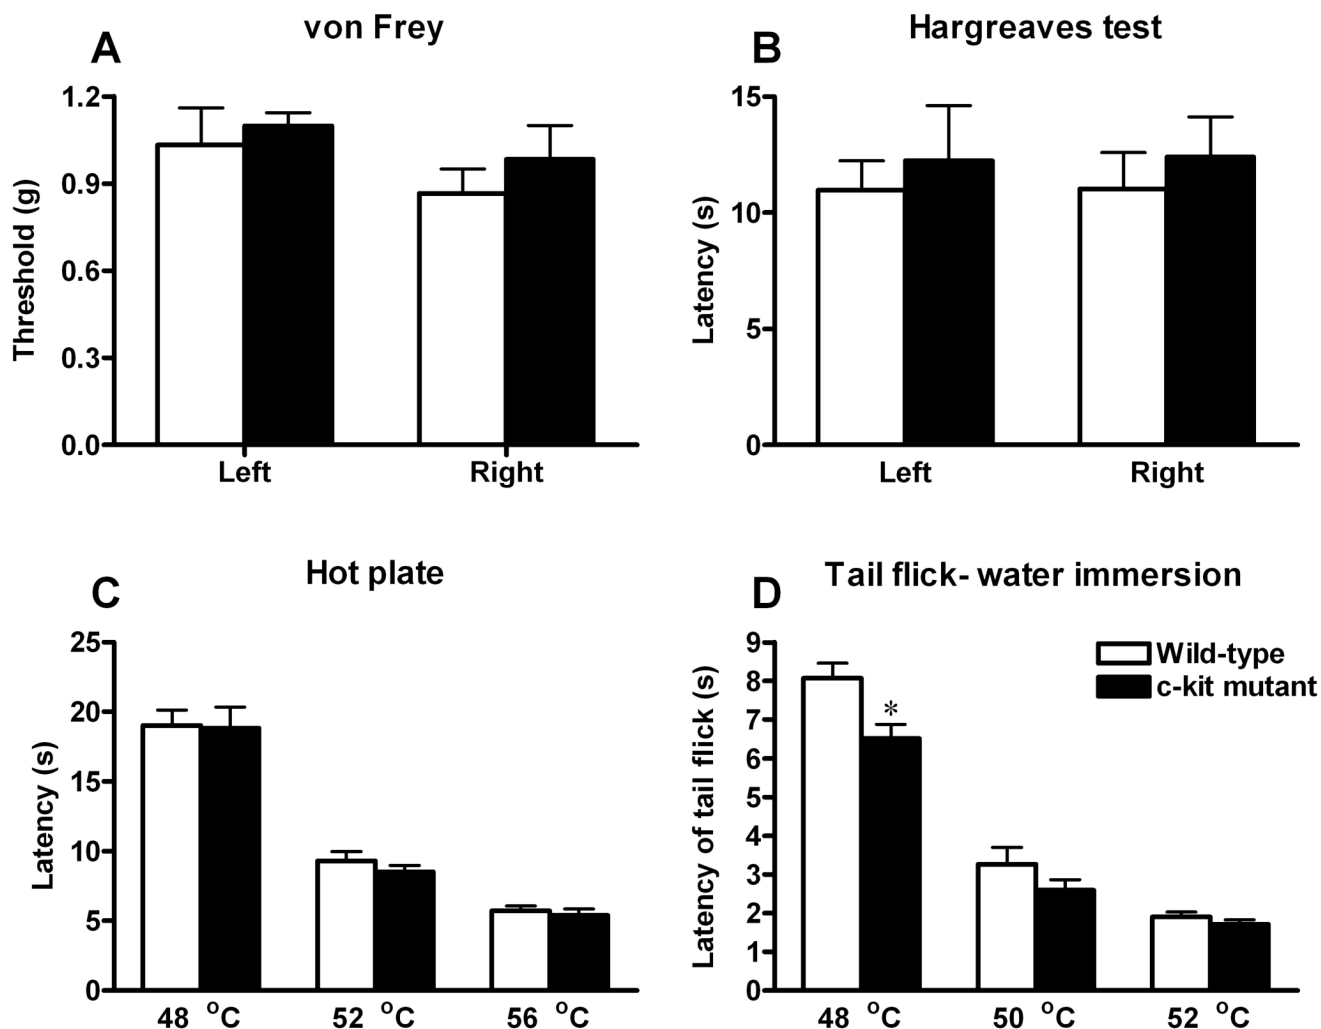 A
von Frey
Threshold (g)
1.2
0.9
0.6
0.3
0.0
Left Right
B
Hargreaves test
Latency (s)
15
10
5
0
Left Right
C
Hot plate
Latency (s)
25
20
15
10
5
0
48 °C 52 °C 56 °C
D
Tail flick- water immersion
Latency of tail flick (s)
9
8
7
6
5
4
3
2
1
0
Wild-type
c-kit mutant
*
48 °C 50 °C 52 °C